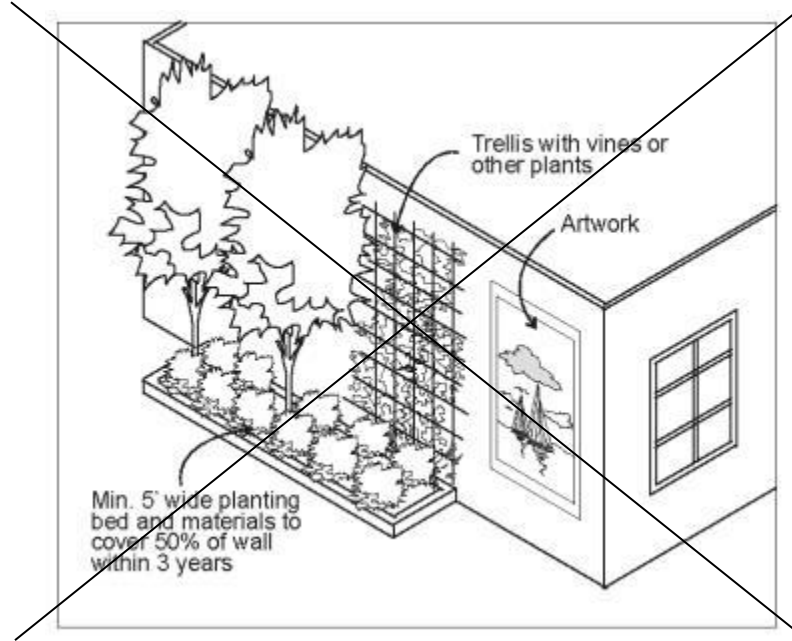 Trellis with vines or
other plants
Artwork
Min. 5' wide planting
bed and materials to
cover 50% of wall
within 3 years